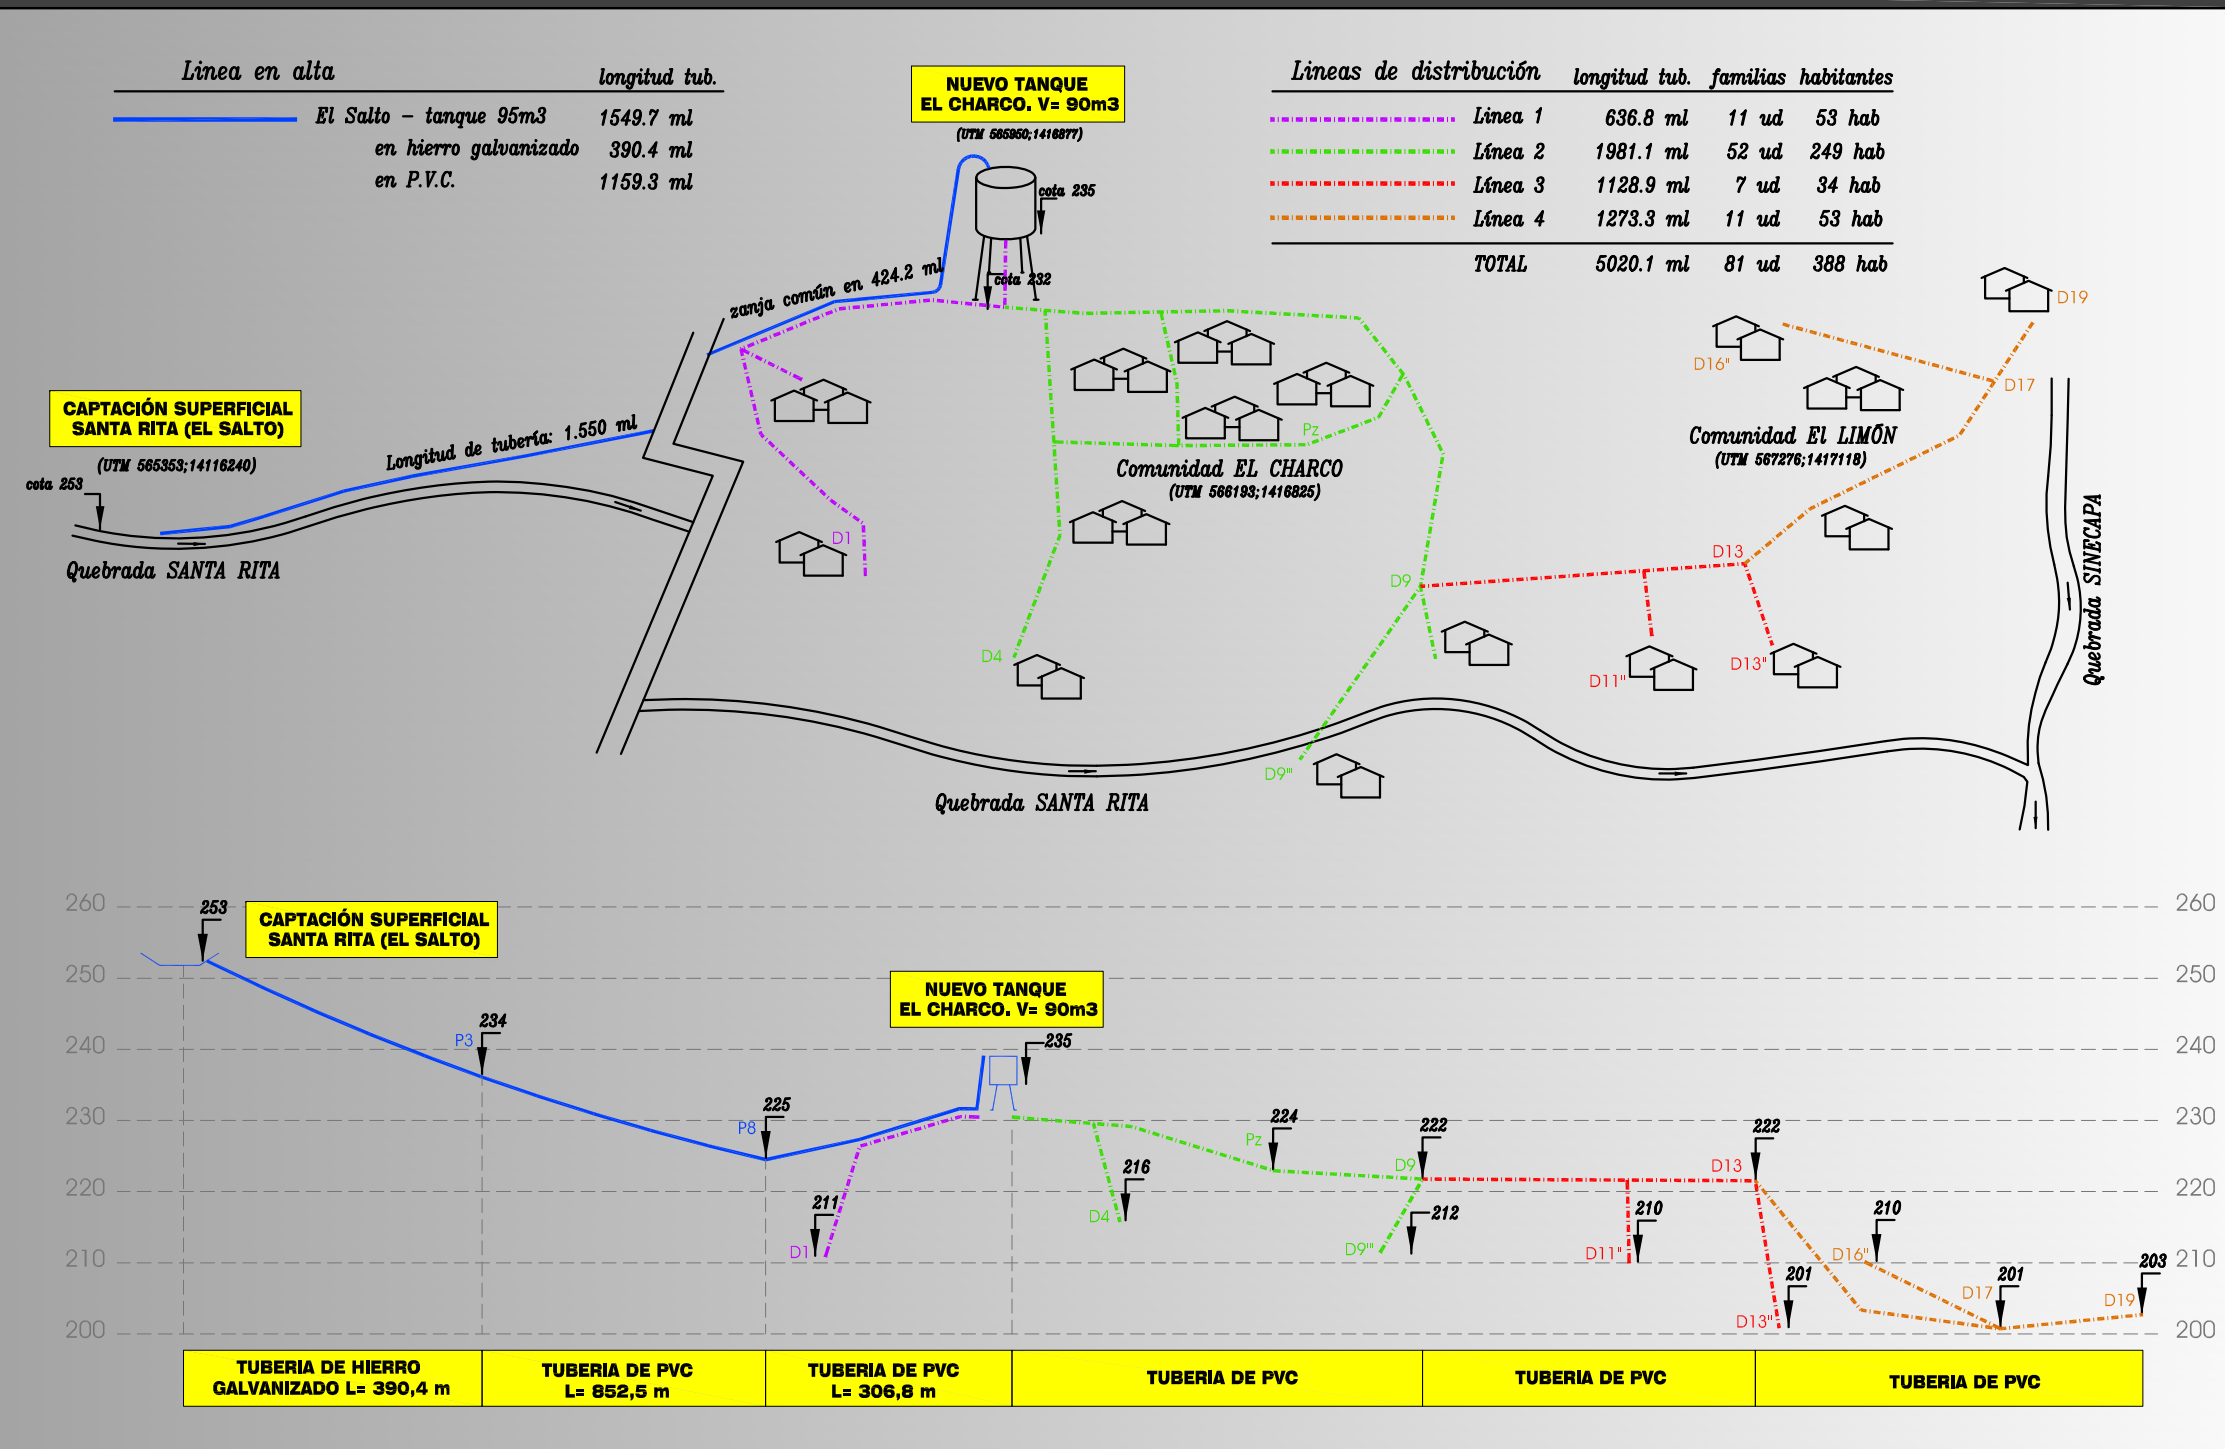 Linea en alta longitud tub.
El Salto - tanque 95m3 1549.7 ml
en hierro galvanizado 390.4 ml
en P.V.C. 1159.3 ml
NUEVO TANQUE
EL CHARCO. V= 90m3
(UTM 565950;1416877)
cota 235
cota 232
Lineas de distribución longitud tub. familias habitantes
Linea 1 636.8 ml 11 ud 53 hab
Línea 2 1981.1 ml 52 ud 249 hab
Línea 3 1128.9 ml 7 ud 34 hab
Línea 4 1273.3 ml 11 ud 53 hab
TOTAL 5020.1 ml 81 ud 388 hab
zanja común en 424.2 ml
CAPTACIÓN SUPERFICIAL
SANTA RITA (EL SALTO)
(UTM 565353;14116240)
cota 253
Longitud de tubería: 1.550 ml
Quebrada SANTA RITA
D1
D4
Pz
Comunidad EL CHARCO
(UTM 566193;1416825)
D9
D9'''
D11"
D13
D13"
D16"
D17
D19
Comunidad El LIMÓN
(UTM 567276;1417118)
Quebrada SINECAPA
Quebrada SANTA RITA
260
250
240
230
220
210
200
253
CAPTACIÓN SUPERFICIAL
SANTA RITA (EL SALTO)
P3
234
P8
225
NUEVO TANQUE
EL CHARCO. V= 90m3
235
211
D1
216
D4
224
Pz
222
D9
212
D9'''
210
D11"
222
D13
201
D13"
210
D16"
201
D17
203
D19
260
250
240
230
220
210
200
TUBERIA DE HIERRO
GALVANIZADO L= 390,4 m
TUBERIA DE PVC
L= 852,5 m
TUBERIA DE PVC
L= 306,8 m
TUBERIA DE PVC
TUBERIA DE PVC
TUBERIA DE PVC